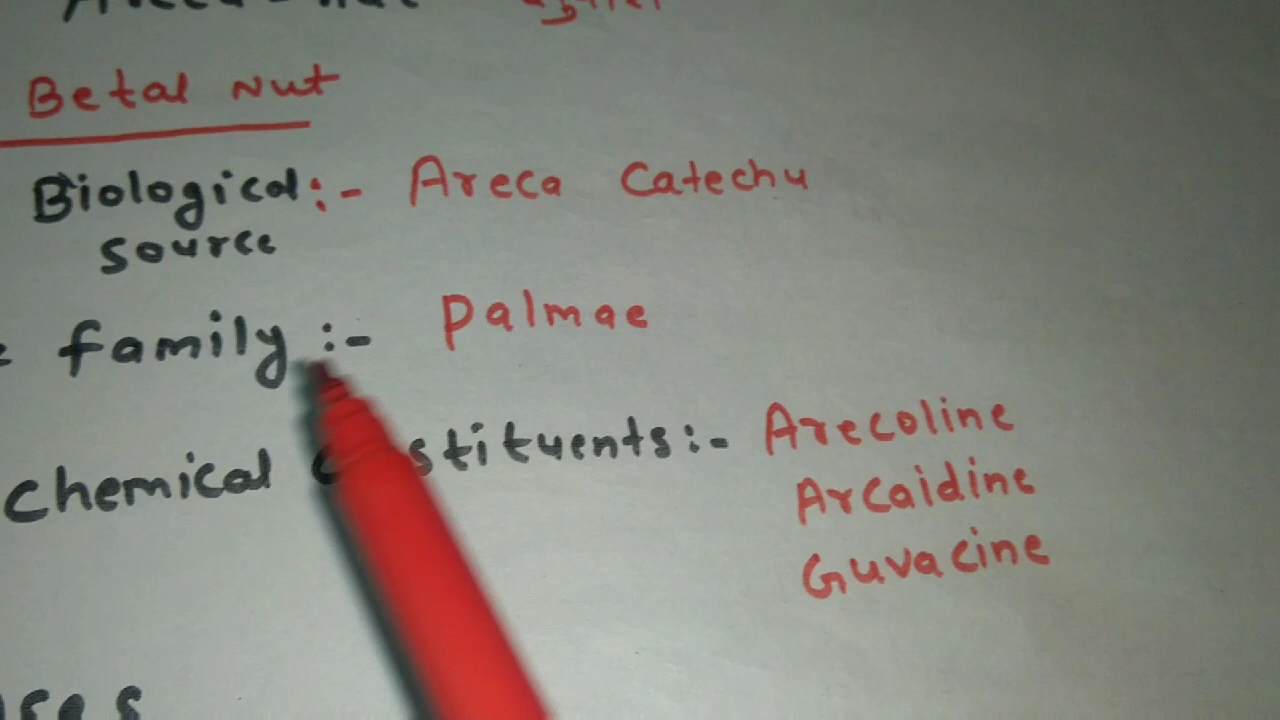 Betal Nut
Biological :- Areca Catechu
Source
family :- Palmae
Chemical stituents :- Arecoline
Arcaidine
Guvacine